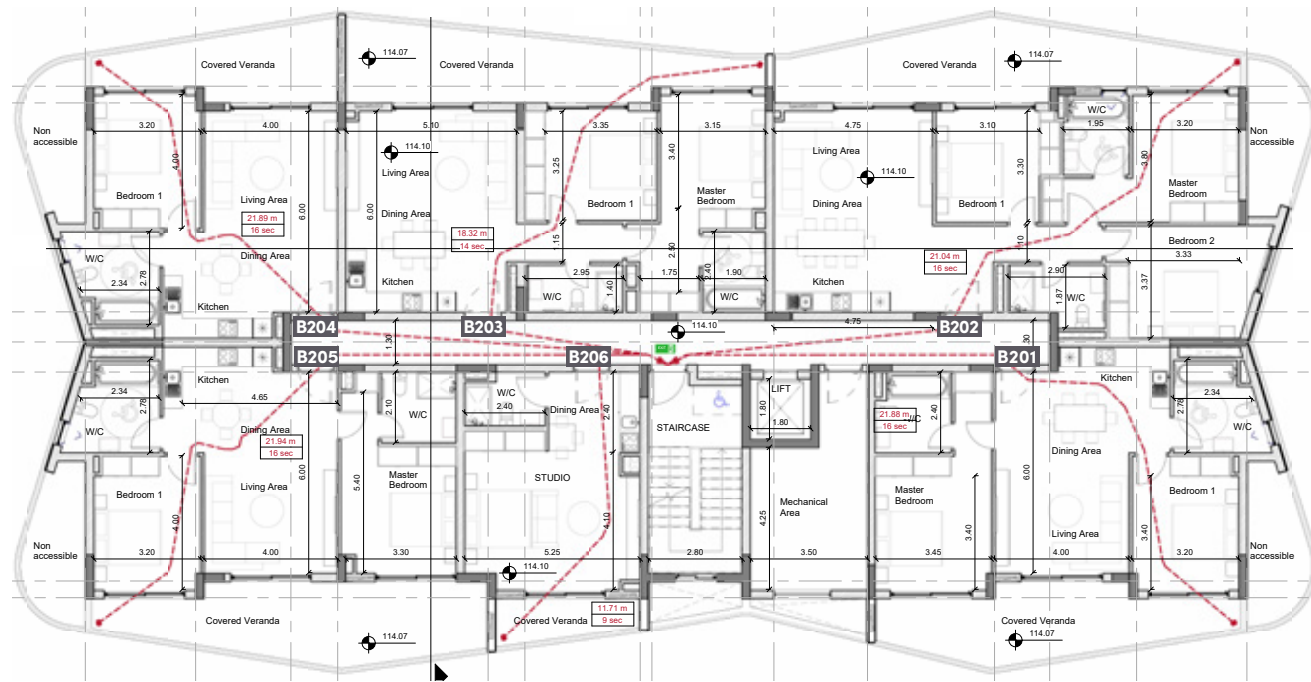 114.07
114.07
Covered Veranda
Covered Veranda
Covered Veranda
W/C
Non
accessible
3.20
4.00
5.10
3.35
3.15
4.75
3.10
1.95
3.20
Non
accessible
4.00
6.00
6.00
3.25
3.40
3.30
3.80
114.10
Living Area
Living Area
114.10
Bedroom 1
Living Area
Bedroom 1
Master
Bedroom
Dining Area
Bedroom 1
Master
Bedroom
21.89 m
16 sec
Dining Area
18.32 m
14 sec
Dining Area
21.04 m
16 sec
Bedroom 2
1.15
2.50
W/C
2.78
2.34
Kitchen
Kitchen
W/C
2.95
1.40
1.75
2.40
1.90
W/C
Kitchen
2.90
1.87
W/C
3.33
3.37
B204
B203
114.10
4.75
B202
1.30
B205
B206
B201
Kitchen
2.34
2.78
W/C
4.65
Dining Area
21.94 m
16 sec
2.10
W/C
W/C
2.40
Dining Area
2.40
STAIRCASE
LIFT
1.80
1.80
21.88 m
16 sec
2.40
Kitchen
Dining Area
2.34
2.78
W/C
Bedroom 1
Living Area
6.00
5.40
Master
Bedroom
STUDIO
4.10
Mechanical
Area
4.25
Master
Bedroom
3.40
6.00
Living Area
3.40
Bedroom 1
4.00
Non
accessible
3.20
4.00
3.30
5.25
2.80
3.50
3.45
4.00
3.20
Non
accessible
114.10
11.71 m
9 sec
Covered Veranda
Covered Veranda
Covered Veranda
114.07
114.07